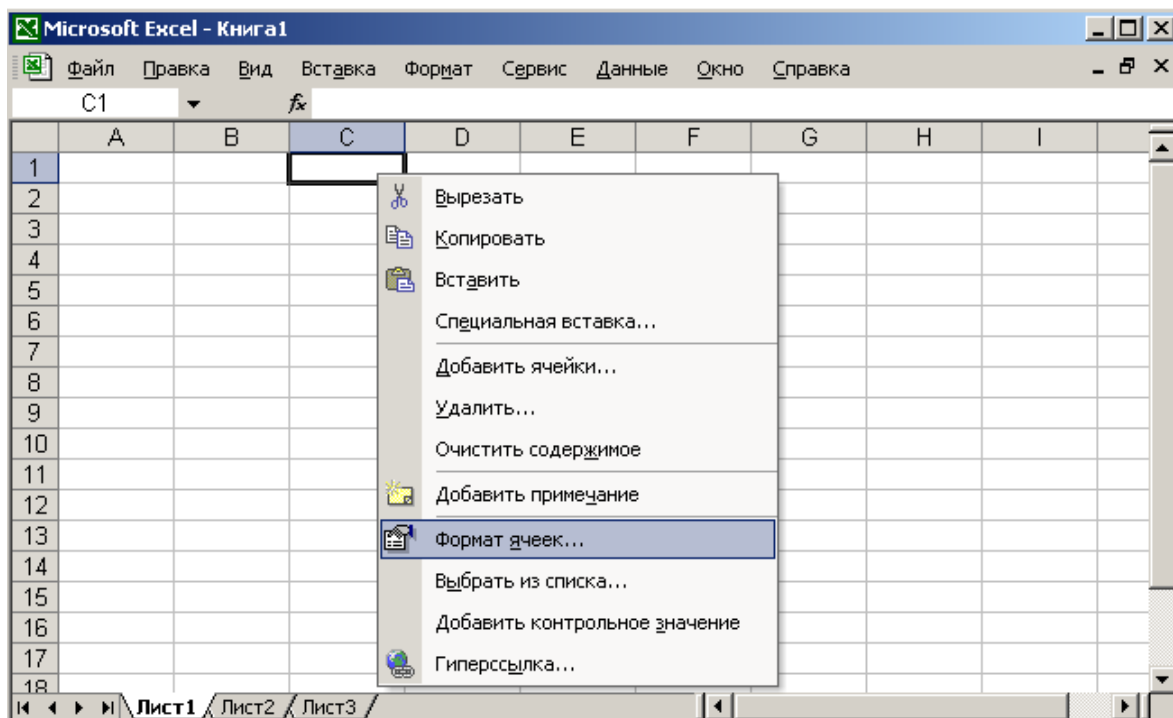 Microsoft Excel - Книга1
Файл Правка Вид Вставка Формат Сервис Данные Окно Справка
C1 fx
A B C D E F G H I
1
2 Вырезать
3 Копировать
4
5 Вставить
6 Специальная вставка...
7
8 Добавить ячейки...
9 Удалить...
10 Очистить содержимое
11
12 Добавить примечание
13 Формат ячеек...
14
15 Выбрать из списка...
16 Добавить контрольное значение
17 Гиперссылка...
18
Лист1 Лист2 Лист3